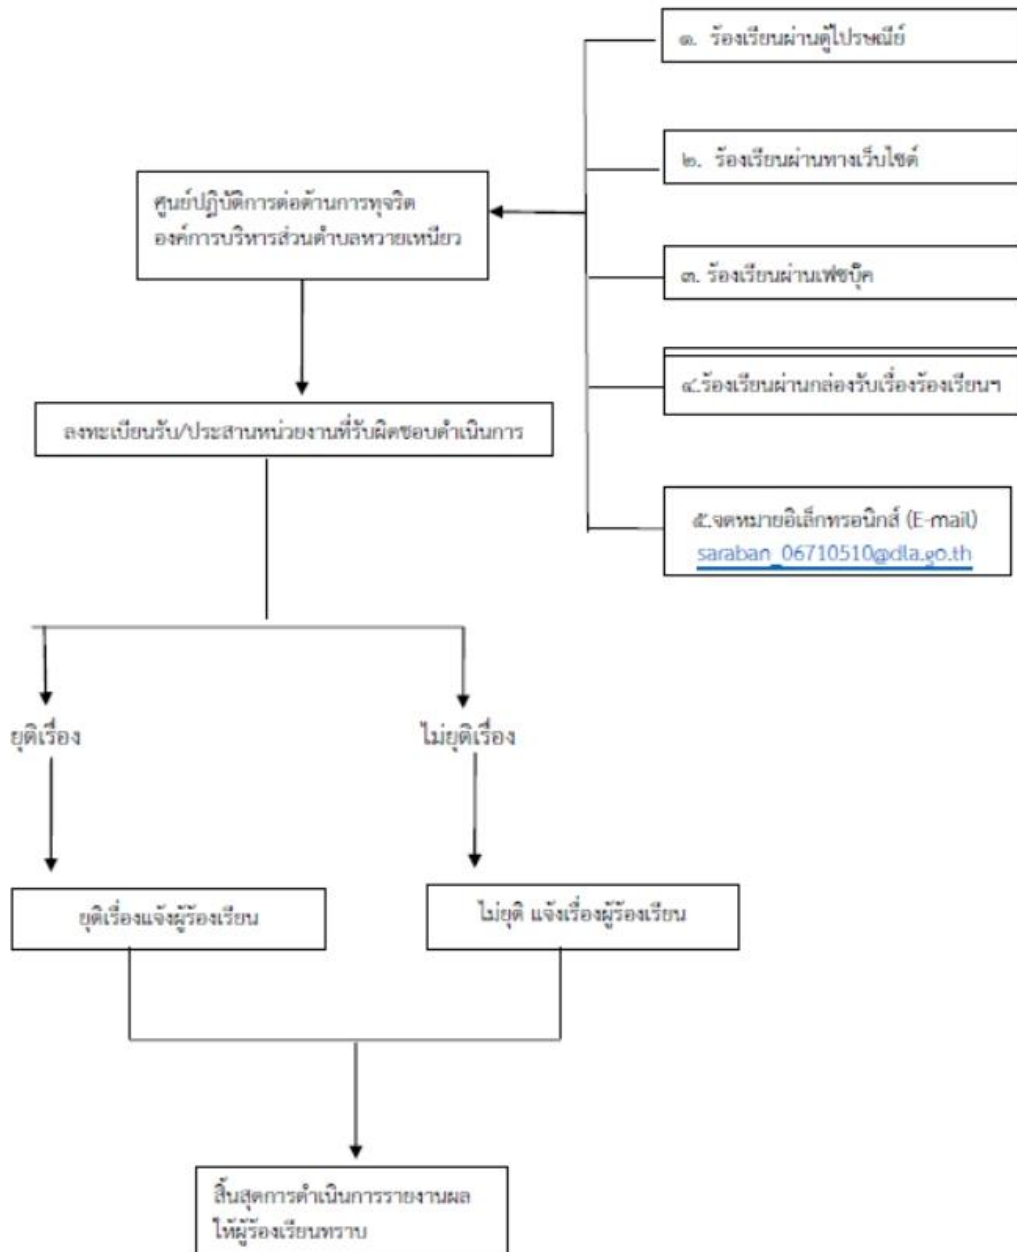 ๑. ร้องเรียนผ่านตู้ไปรษณีย์
๒. ร้องเรียนผ่านทางเว็บไซต์
ศูนย์ปฏิบัติการต่อต้านการทุจริต
องค์การบริหารส่วนตำบลหวายเหนียว
๓. ร้องเรียนผ่านเฟซบุ๊ค
๔.ร้องเรียนผ่านกล่องรับเรื่องร้องเรียนฯ
ลงทะเบียนรับ/ประสานหน่วยงานที่รับผิดชอบดำเนินการ
๕.จดหมายอิเล็กทรอนิกส์ (E-mail)
saraban_06710510@dla.go.th
ยุติเรื่อง
ไม่ยุติเรื่อง
ยุติเรื่องแจ้งผู้ร้องเรียน
ไม่ยุติ แจ้งเรื่องผู้ร้องเรียน
สิ้นสุดการดำเนินการรายงานผล
ให้ผู้ร้องเรียนทราบ